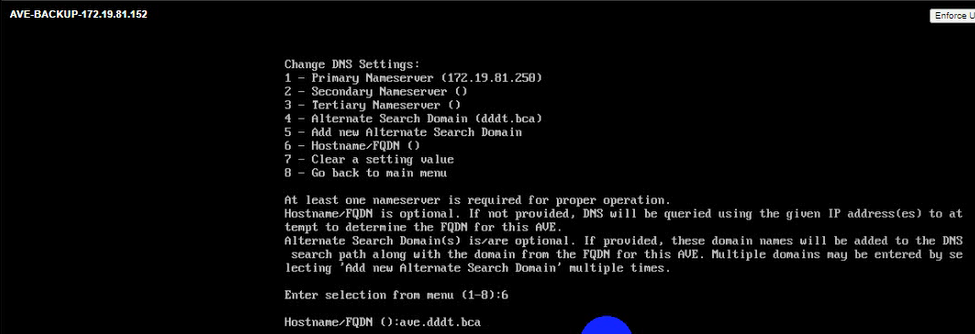 AVE-BACKUP-172.19.81.152
Enforce U
Change DNS Settings:
1 - Primary Nameserver (172.19.81.250)
2 - Secondary Nameserver ()
3 - Tertiary Nameserver ()
4 - Alternate Search Domain (dddt.bca)
5 - Add new Alternate Search Domain
6 - Hostname/FQDN ()
7 - Clear a setting value
8 - Go back to main menu
At least one nameserver is required for proper operation.
Hostname/FQDN is optional. If not provided, DNS will be queried using the given IP address(es) to at
tempt to determine the FQDN for this AVE.
Alternate Search Domain(s) is/are optional. If provided, these domain names will be added to the DNS
 search path along with the domain from the FQDN for this AVE. Multiple domains may be entered by se
lecting 'Add new Alternate Search Domain' multiple times.
Enter selection from menu (1-8):6
Hostname/FQDN ():ave.dddt.bca